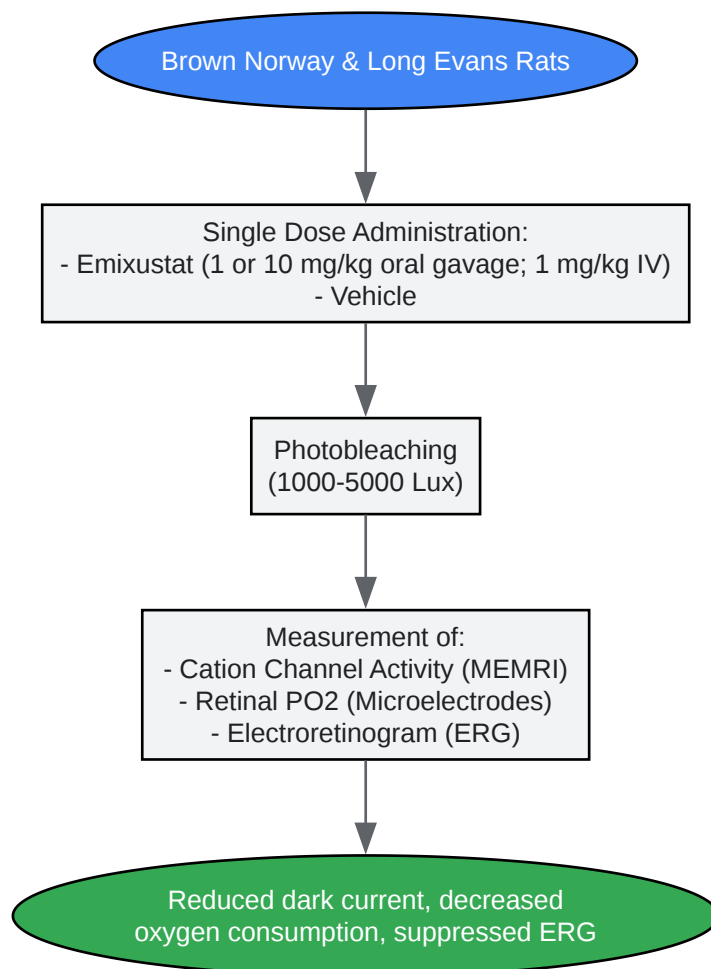 Brown Norway & Long Evans Rats
Single Dose Administration:
- Emixustat (1 or 10 mg/kg oral gavage; 1 mg/kg IV)
- Vehicle
Photobleaching
(1000-5000 Lux)
Measurement of:
- Cation Channel Activity (MEMRI)
- Retinal PO2 (Microelectrodes)
- Electroretinogram (ERG)
Reduced dark current, decreased
oxygen consumption, suppressed ERG